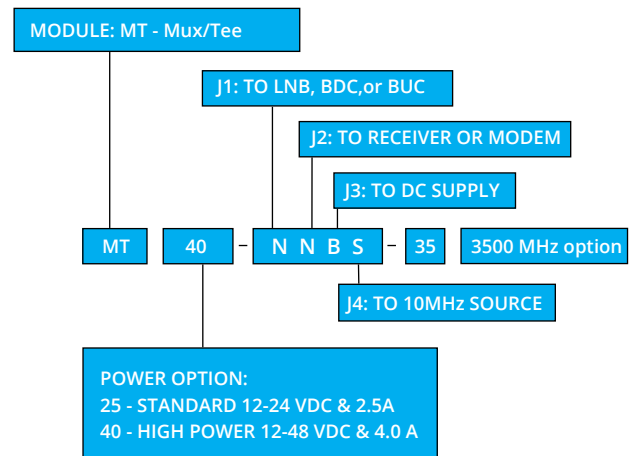 MODULE: MT - Mux/Tee
J1: TO LNB, BDC,or BUC
J2: TO RECEIVER OR MODEM
J3: TO DC SUPPLY
MT 40 - N N B S - 35 3500 MHz option
J4: TO 10MHz SOURCE
POWER OPTION:
25 - STANDARD 12-24 VDC & 2.5A
40 - HIGH POWER 12-48 VDC & 4.0 A